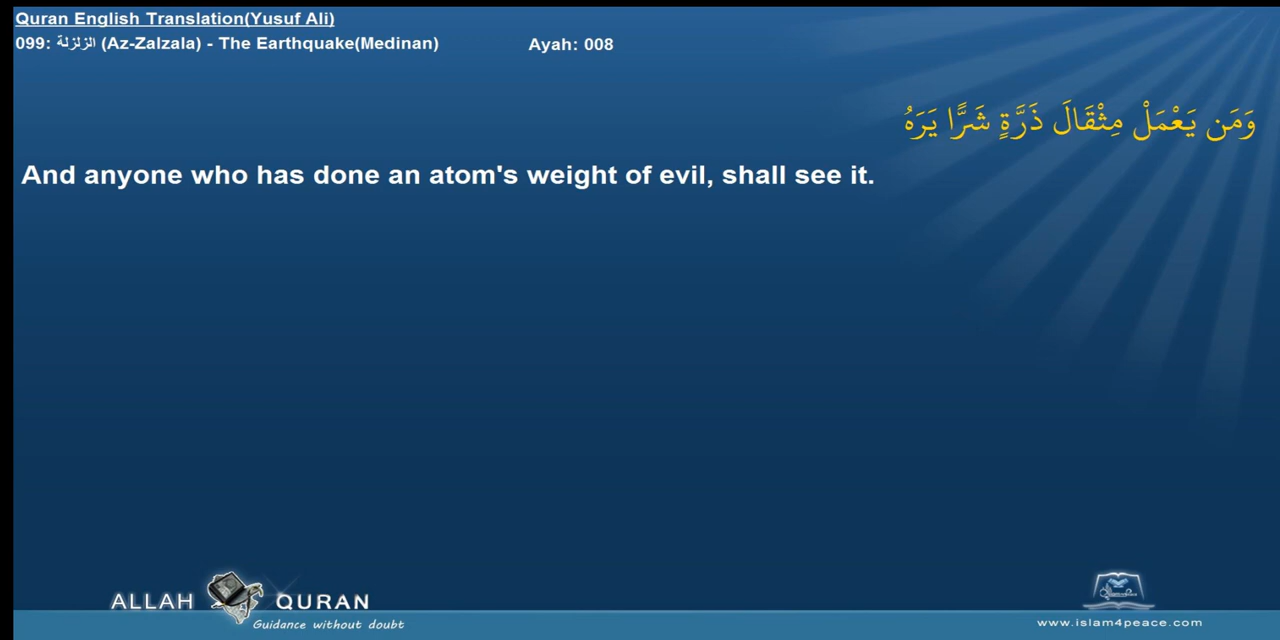 Quran English Translation(Yusuf Ali)
099: الزلزلة (Az-Zalzala) - The Earthquake(Medinan) Ayah: 008
وَمَن يَعْمَلْ مِثْقَالَ ذَرَّةٍ شَرًّا يَرَهُ
And anyone who has done an atom's weight of evil, shall see it.
ALLAH QURAN
Guidance without doubt
www.islam4peace.com